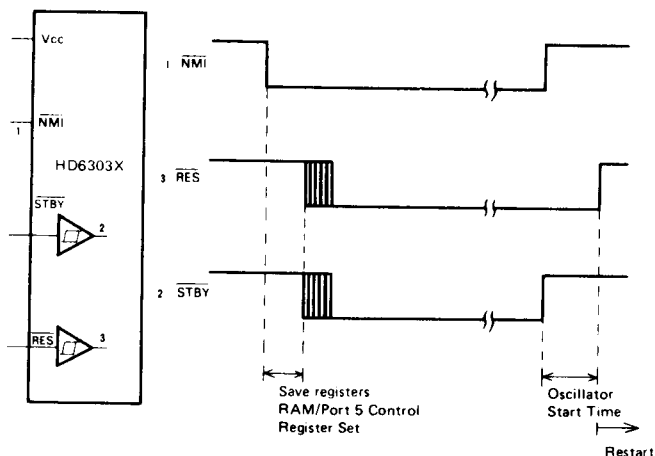 Vcc
1 NMI
HD6303X
STBY
2
RES
3
1 NMI
3 RES
2 STBY
Save registers
RAM/Port 5 Control
Register Set
Oscillator
Start Time
Restart